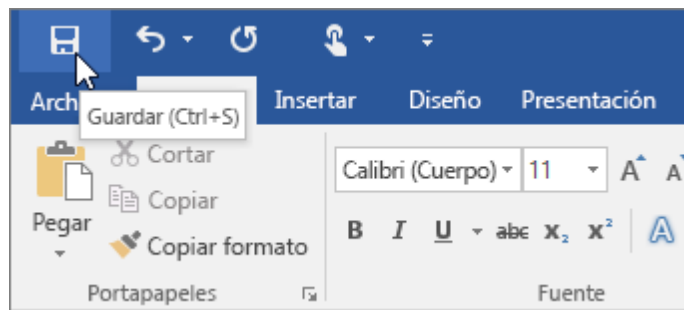 Arch Insertar Diseño Presentación
Guardar (Ctrl+S)
Cortar
Calibri (Cuerpo) 11 A A
Copiar
Pegar
B I U abc x₂ x² A
Copiar formato
Portapapeles Fuente